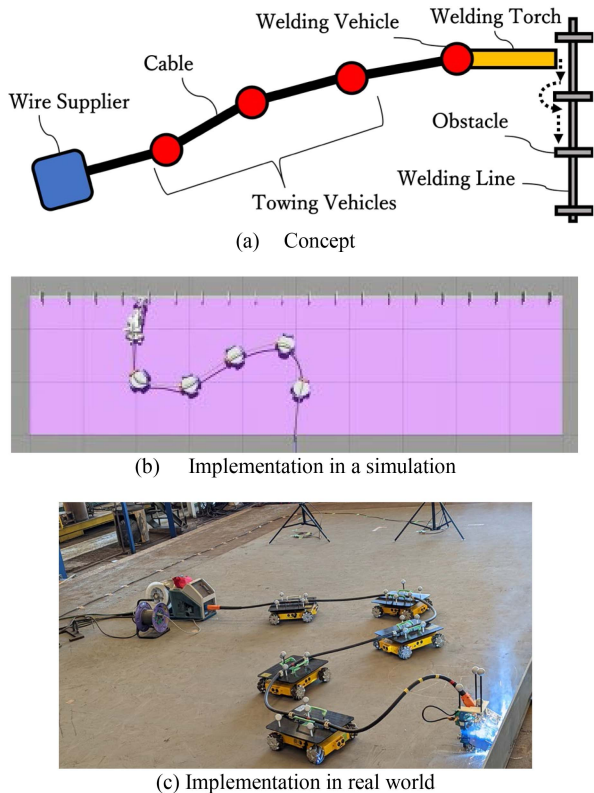 Welding Vehicle
Welding Torch
Cable
Wire Supplier
Obstacle
Welding Line
Towing Vehicles
(a) Concept
(b) Implementation in a simulation
(c) Implementation in real world